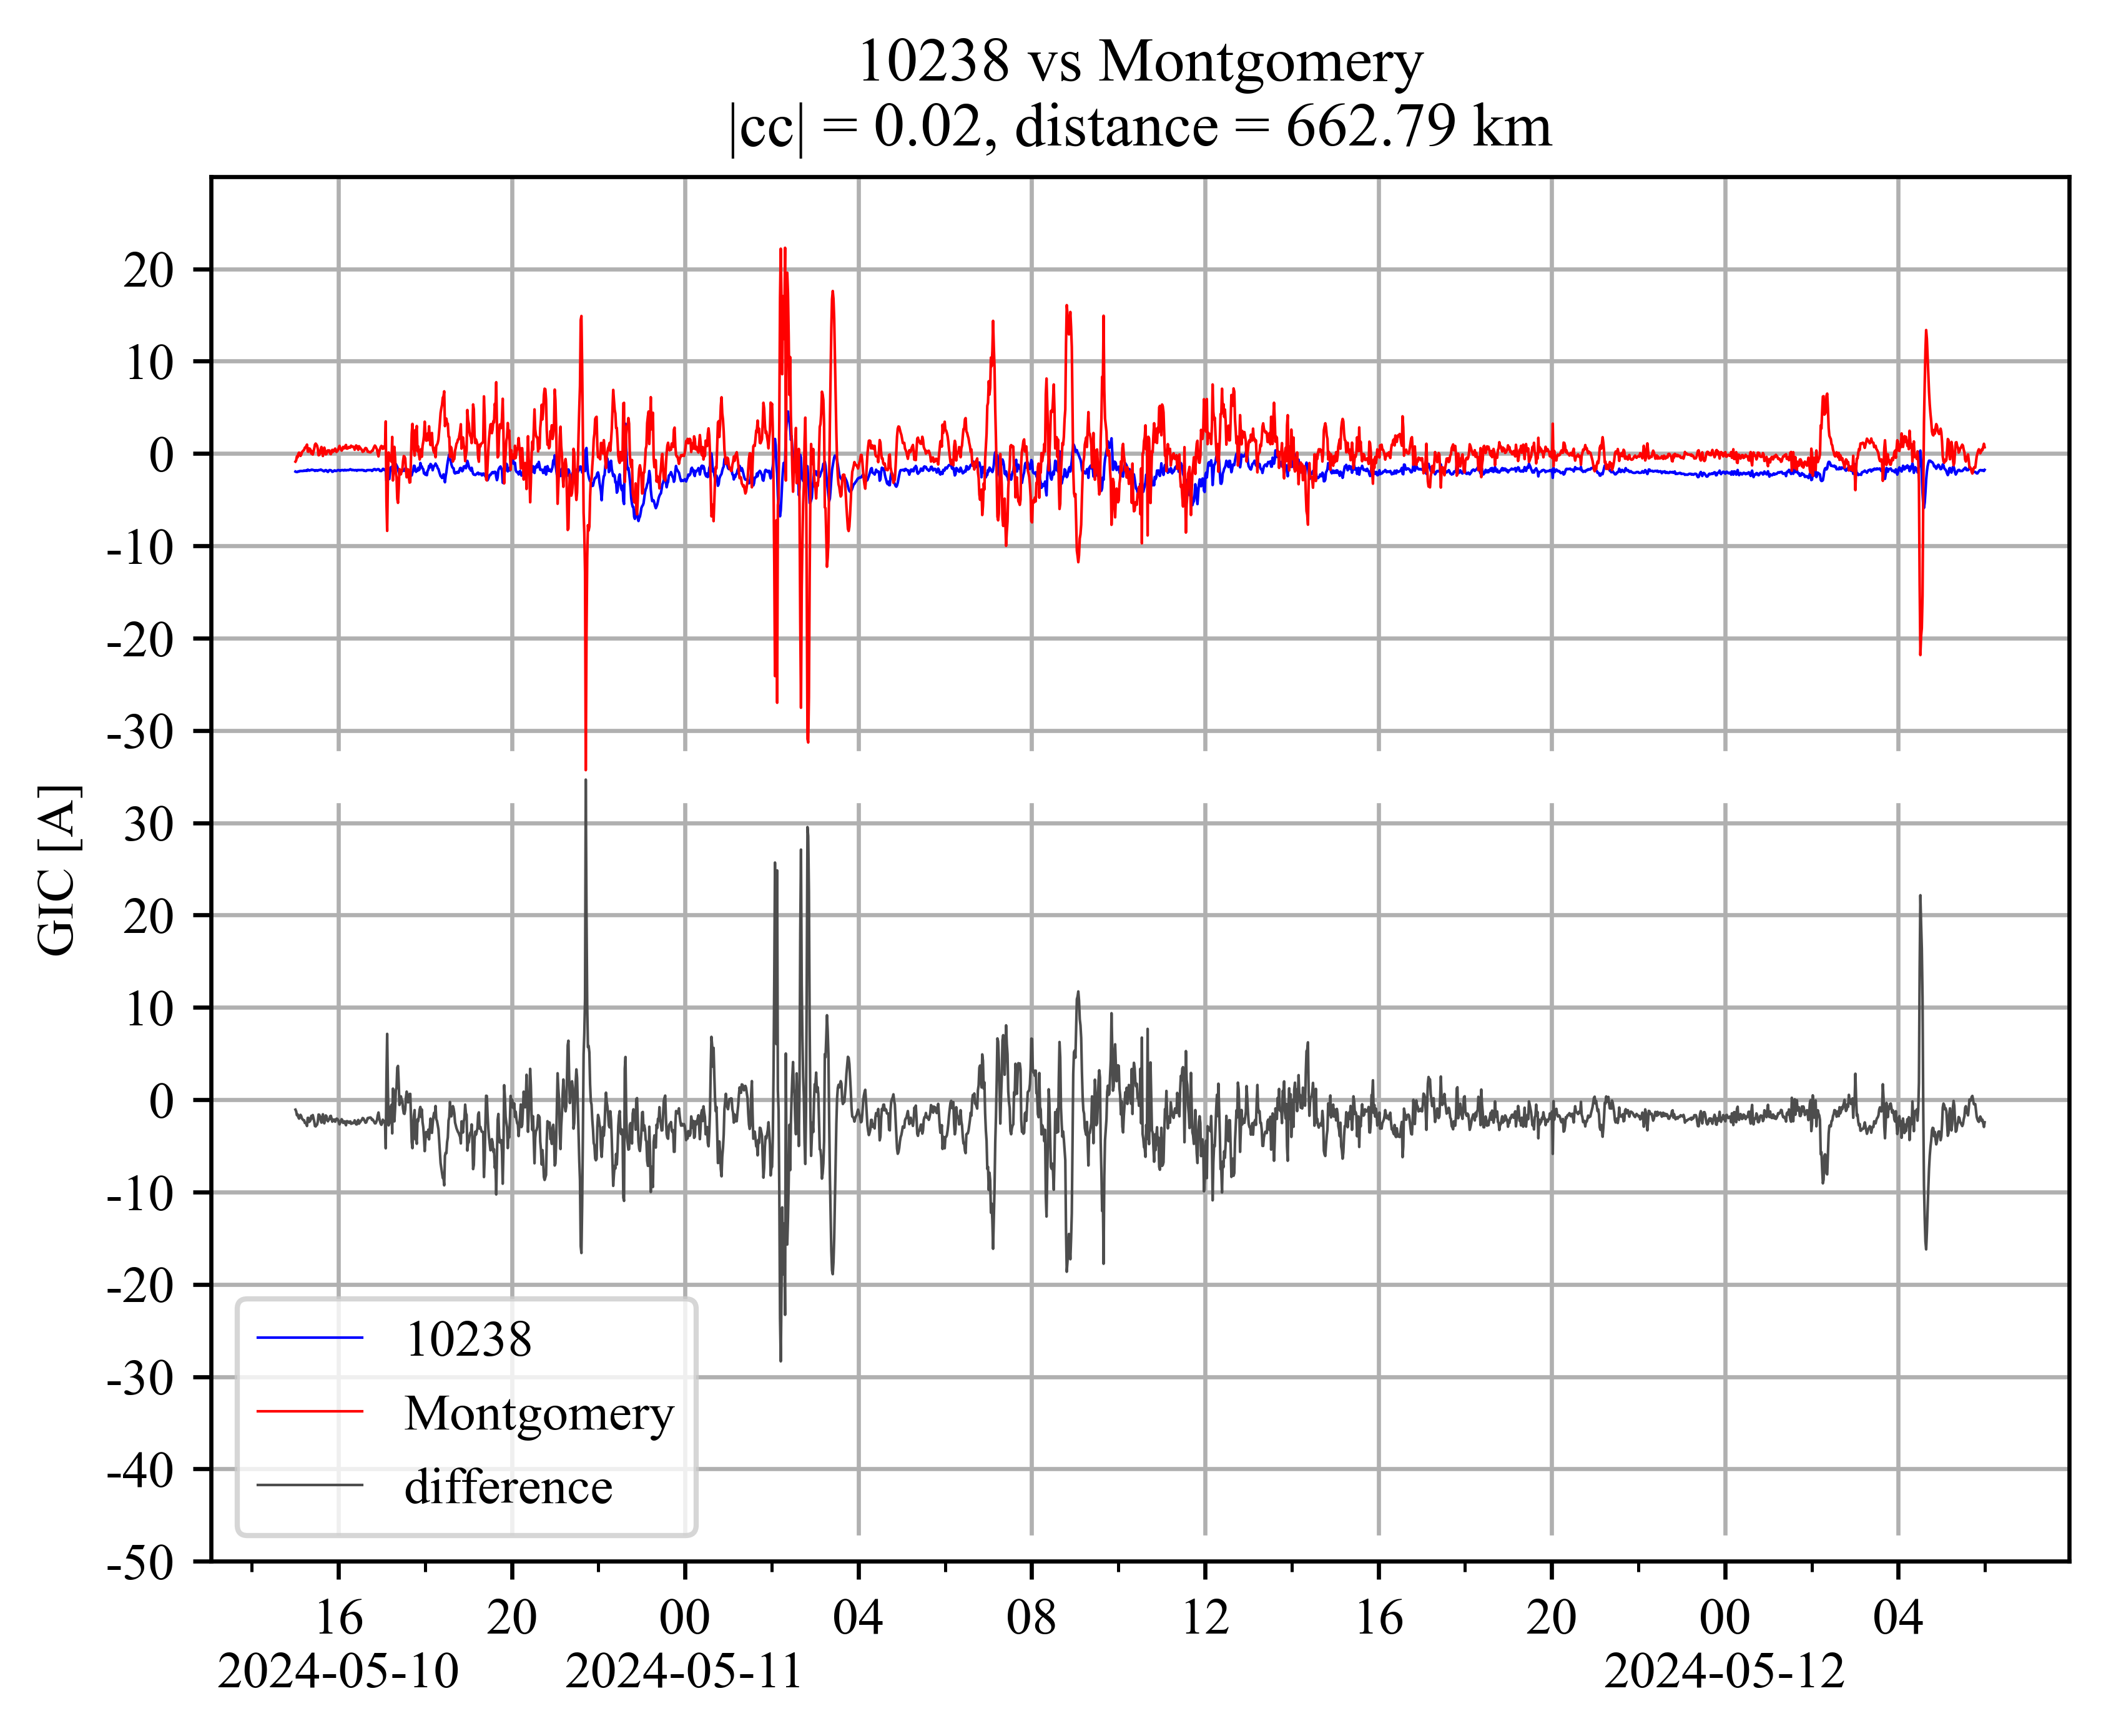 10238 vs Montgomery
|cc| = 0.02, distance = 662.79 km
GIC [A]
20
10
0
-10
-20
-30
30
20
10
0
-10
-20
-30
-40
-50
10238
Montgomery
difference
16 20 00 04 08 12 16 20 00 04
2024-05-10 2024-05-11 2024-05-12